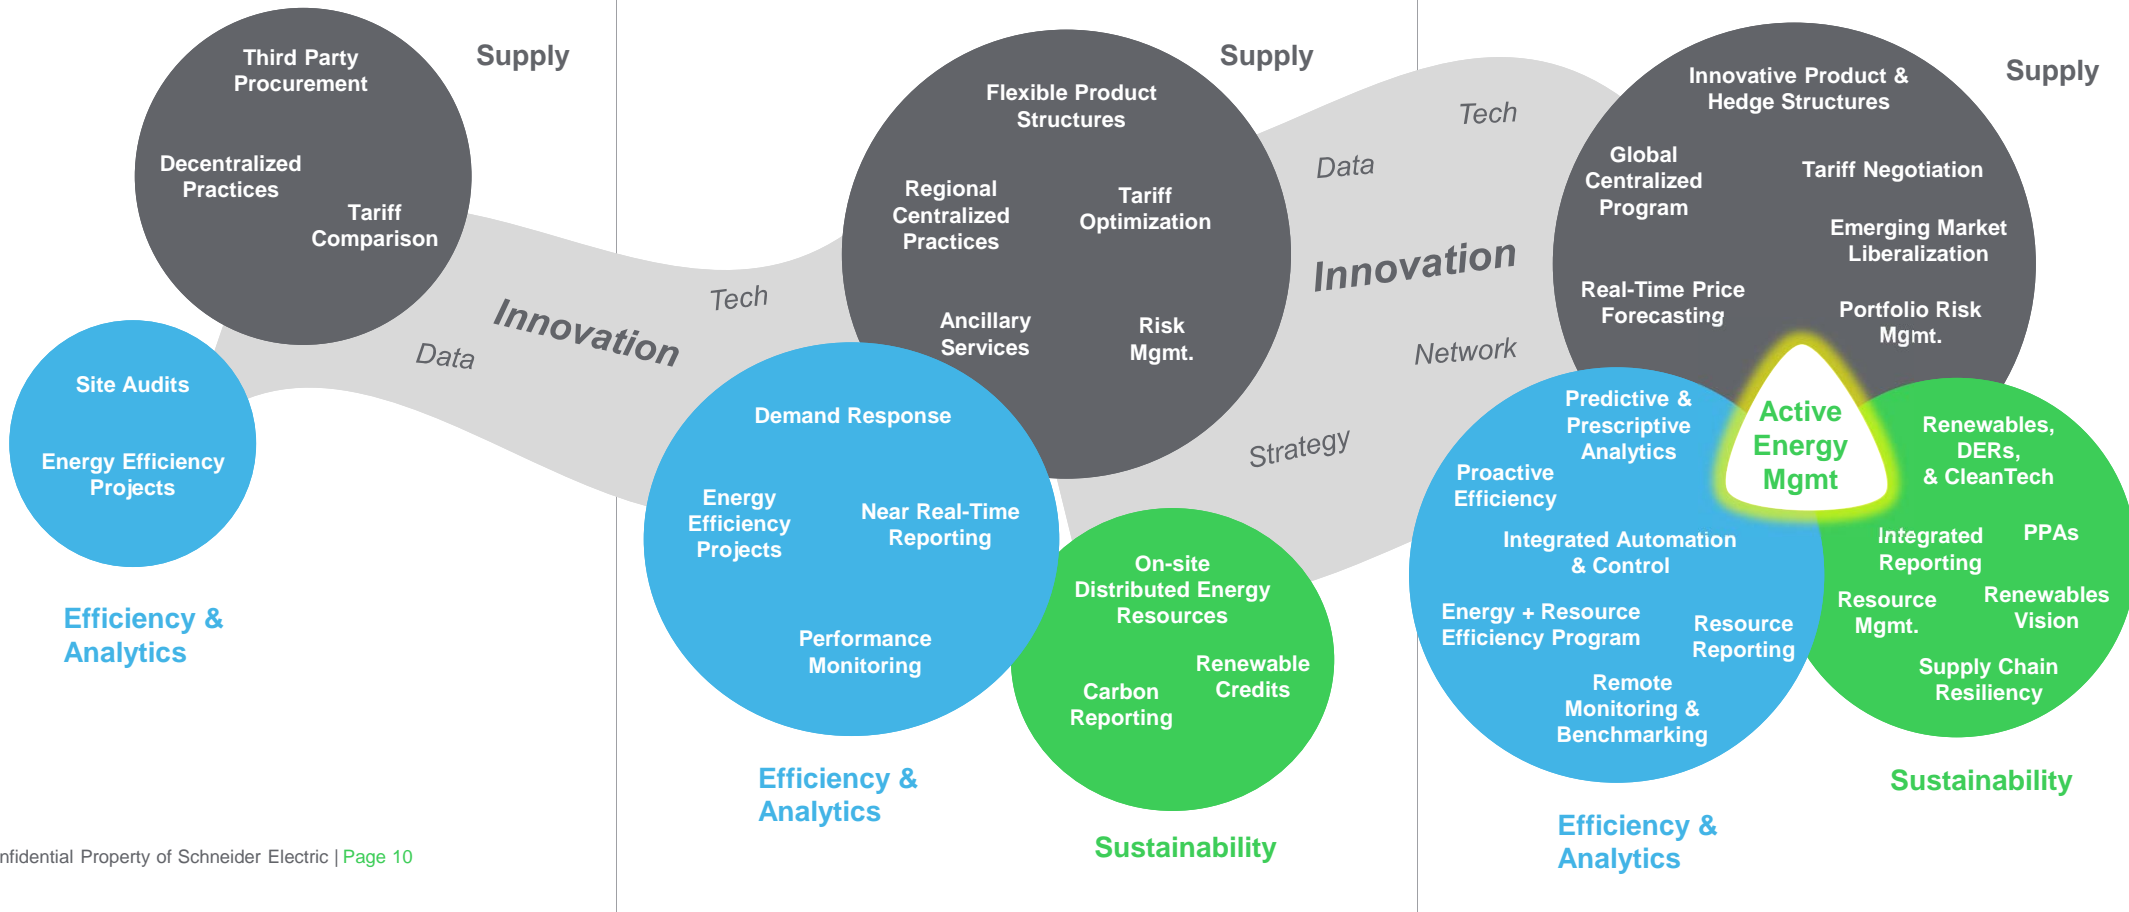 Third Party
Procurement
Decentralized
Practices
Tariff
Comparison
Supply
Site Audits
Energy Efficiency
Projects
Efficiency &
Analytics
Data
Innovation
Tech
Supply
Flexible Product
Structures
Regional
Centralized
Practices
Tariff
Optimization
Ancillary
Services
Risk
Mgmt.
Demand Response
Energy
Efficiency
Projects
Near Real-Time
Reporting
Performance
Monitoring
Efficiency &
Analytics
On-site
Distributed Energy
Resources
Carbon
Reporting
Renewable
Credits
Sustainability
Data
Tech
Innovation
Network
Strategy
Supply
Innovative Product &
Hedge Structures
Global
Centralized
Program
Tariff Negotiation
Emerging Market
Liberalization
Real-Time Price
Forecasting
Portfolio Risk
Mgmt.
Active
Energy
Mgmt
Predictive &
Prescriptive
Analytics
Proactive
Efficiency
Integrated Automation
& Control
Energy + Resource
Efficiency Program
Resource
Reporting
Remote
Monitoring &
Benchmarking
Efficiency &
Analytics
Renewables,
DERs,
& CleanTech
Integrated
Reporting
PPAs
Resource
Mgmt.
Renewables
Vision
Supply Chain
Resiliency
Sustainability
nfidential Property of Schneider Electric | Page 10